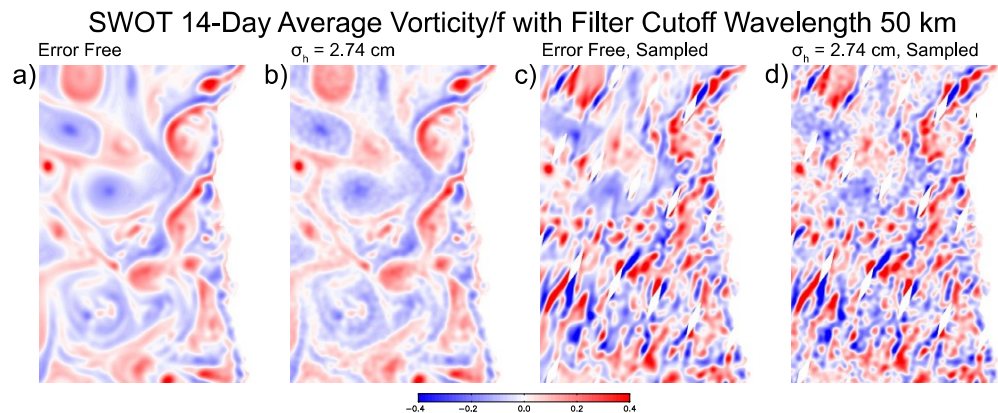 SWOT 14-Day Average Vorticity/f with Filter Cutoff Wavelength 50 km
Error Free
σh = 2.74 cm
Error Free, Sampled
σh = 2.74 cm, Sampled
a)
b)
c)
d)
−0.4 −0.2 0.0 0.2 0.4